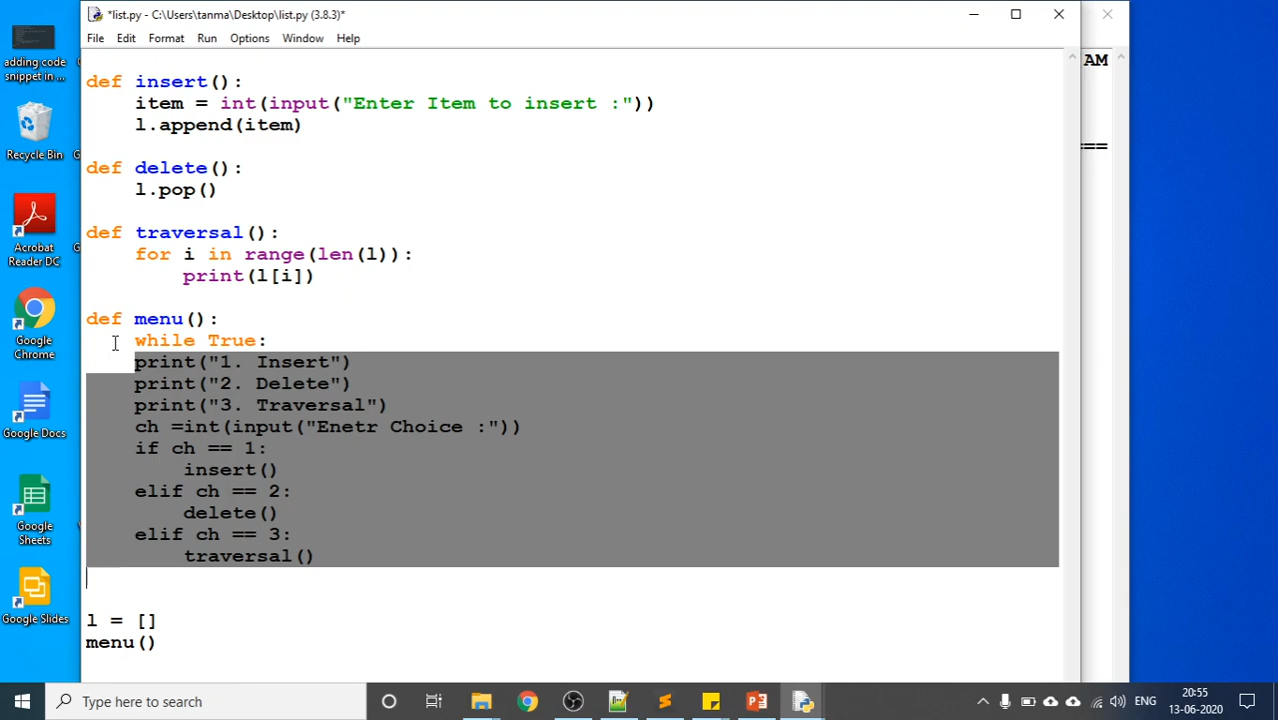 *list.py - C:\Users\tanma\Desktop\list.py (3.8.3)*
File Edit Format Run Options Window Help
def insert():
    item = int(input("Enter Item to insert :"))
    l.append(item)
def delete():
    l.pop()
def traversal():
    for i in range(len(l)):
        print(l[i])
def menu():
    while True:
    print("1. Insert")
    print("2. Delete")
    print("3. Traversal")
    ch =int(input("Enetr Choice :"))
    if ch == 1:
        insert()
    elif ch == 2:
        delete()
    elif ch == 3:
        traversal()
l = []
menu()
AM
===
adding code
snippet in ...
Recycle Bin
Acrobat
Reader DC
Google
Chrome
Google Docs
Google
Sheets
Google Slides
Type here to search
ENG
20:55
13-06-2020